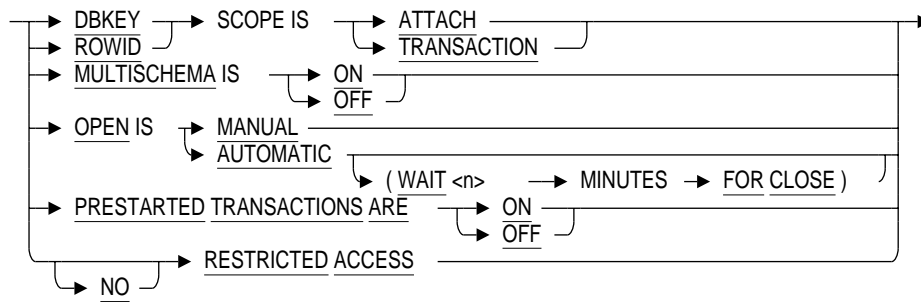 DBKEY SCOPE IS ATTACH
ROWID TRANSACTION
MULTISCHEMA IS ON
OFF
OPEN IS MANUAL
AUTOMATIC
( WAIT <n> MINUTES FOR CLOSE )
PRESTARTED TRANSACTIONS ARE ON
OFF
RESTRICTED ACCESS
NO